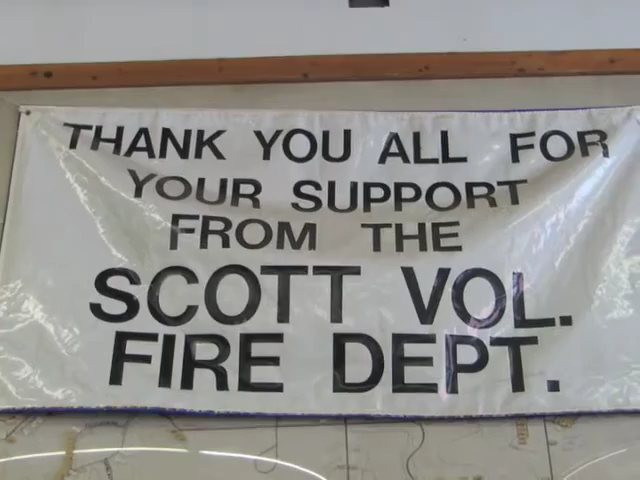 THANK YOU ALL FOR
YOUR SUPPORT
FROM THE
SCOTT VOL.
FIRE DEPT.